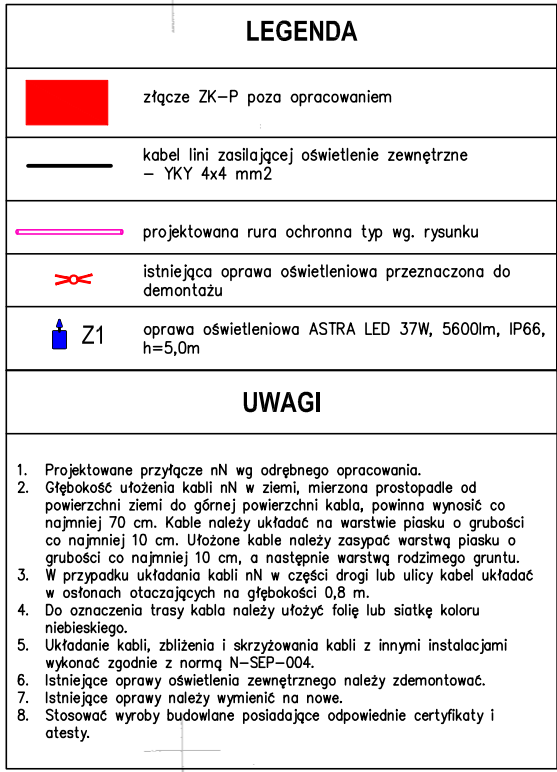 LEGENDA
złącze ZK-P poza opracowaniem
kabel lini zasilającej oświetlenie zewnętrzne
- YKY 4x4 mm2
projektowana rura ochronna typ wg. rysunku
istniejąca oprawa oświetleniowa przeznaczona do
demontażu
Z1
oprawa oświetleniowa ASTRA LED 37W, 5600lm, IP66,
h=5,0m
UWAGI
1. Projektowane przyłącze nN wg odrębnego opracowania.
2. Głębokość ułożenia kabli nN w ziemi, mierzona prostopadle od
powierzchni ziemi do górnej powierzchni kabla, powinna wynosić co
najmniej 70 cm. Kable należy układać na warstwie piasku o grubości
co najmniej 10 cm. Ułożone kable należy zasypać warstwą piasku o
grubości co najmniej 10 cm, a następnie warstwą rodzimego gruntu.
3. W przypadku układania kabli nN w części drogi lub ulicy kabel układać
w osłonach otaczających na głębokości 0,8 m.
4. Do oznaczenia trasy kabla należy ułożyć folię lub siatkę koloru
niebieskiego.
5. Układanie kabli, zbliżenia i skrzyżowania kabli z innymi instalacjami
wykonać zgodnie z normą N-SEP-004.
6. Istniejące oprawy oświetlenia zewnętrznego należy zdemontować.
7. Istniejące oprawy należy wymienić na nowe.
8. Stosować wyroby budowlane posiadające odpowiednie certyfikaty i
atesty.